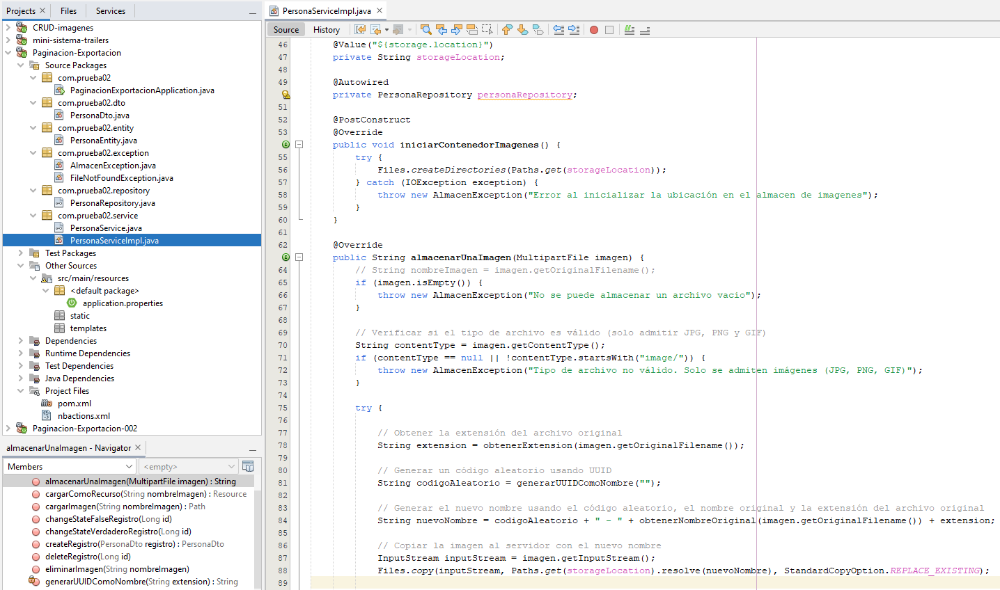 Projects
Files
Services
CRUD-imagenes
mini-sistema-trailers
Paginacion-Exportacion
Source Packages
com.prueba02
PaginacionExportacionApplication.java
com.prueba02.dto
PersonaDto.java
com.prueba02.entity
PersonaEntity.java
com.prueba02.exception
AlmacenException.java
FileNotFoundException.java
com.prueba02.repository
PersonaRepository.java
com.prueba02.service
PersonaService.java
PersonaServiceImpl.java
Test Packages
Other Sources
src/main/resources
<default package>
application.properties
static
templates
Dependencies
Runtime Dependencies
Test Dependencies
Java Dependencies
Project Files
pom.xml
nbactions.xml
Paginacion-Exportacion-002
almacenarUnaImagen - Navigator
Members
<empty>
almacenarUnaImagen(MultipartFile imagen) : String
cargarComoRecurso(String nombreImagen) : Resource
cargarImagen(String nombreImagen) : Path
changeStateFalseRegistro(Long id)
changeStateVerdaderoRegistro(Long id)
createRegistro(PersonaDto registro) : PersonaDto
deleteRegistro(Long id)
eliminarImagen(String nombreImagen)
generarUUIDComoNombre(String extension) : String
PersonaServiceImpl.java
Source
History
46 @Value("${storage.location}")
47 private String storageLocation;
48
49 @Autowired
private PersonaRepository personaRepository;
51
52 @PostConstruct
53 @Override
public void iniciarContenedorImagenes() {
55 try {
56 Files.createDirectories(Paths.get(storageLocation));
57 } catch (IOException exception) {
58 throw new AlmacenException("Error al inicializar la ubicación en el almacen de imagenes");
59 }
60 }
61
62 @Override
public String almacenarUnaImagen(MultipartFile imagen) {
64 // String nombreImagen = imagen.getOriginalFilename();
65 if (imagen.isEmpty()) {
66 throw new AlmacenException("No se puede almacenar un archivo vacio");
67 }
68
69 // Verificar si el tipo de archivo es válido (solo admitir JPG, PNG y GIF)
70 String contentType = imagen.getContentType();
71 if (contentType == null || !contentType.startsWith("image/")) {
72 throw new AlmacenException("Tipo de archivo no válido. Solo se admiten imágenes (JPG, PNG, GIF)");
73 }
74
75 try {
76
77 // Obtener la extensión del archivo original
78 String extension = obtenerExtension(imagen.getOriginalFilename());
79
80 // Generar un código aleatorio usando UUID
81 String codigoAleatorio = generarUUIDComoNombre("");
82
83 // Generar el nuevo nombre usando el código aleatorio, el nombre original y la extensión del archivo original
84 String nuevoNombre = codigoAleatorio + " - " + obtenerNombreOriginal(imagen.getOriginalFilename()) + extension;
85
86 // Copiar la imagen al servidor con el nuevo nombre
87 InputStream inputStream = imagen.getInputStream();
88 Files.copy(inputStream, Paths.get(storageLocation).resolve(nuevoNombre), StandardCopyOption.REPLACE_EXISTING);
89